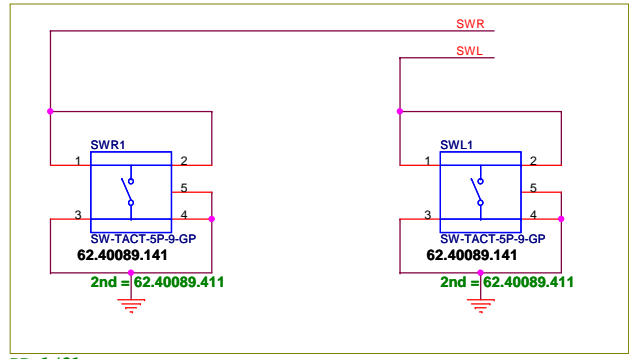 SWR
SWL
SWR1
SWL1
1 2
1 2
5
5
3 4
3 4
SW-TACT-5P-9-GP
SW-TACT-5P-9-GP
62.40089.141
62.40089.141
2nd = 62.40089.411
2nd = 62.40089.411